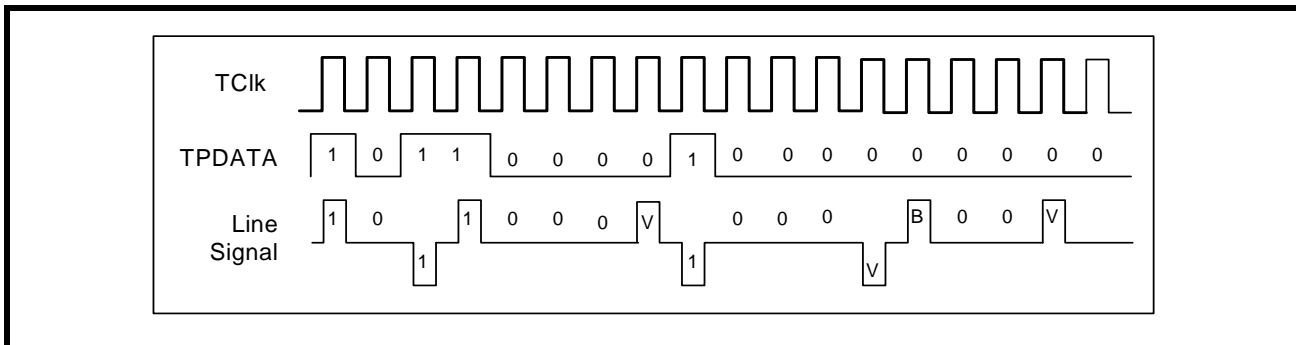 TClk
TPDATA 1 0 1 1 0 0 0 0 1 0 0 0 0 0 0 0 0 0
Line Signal 1 0 1 1 0 0 0 V 1 0 0 0 V B 0 0 V